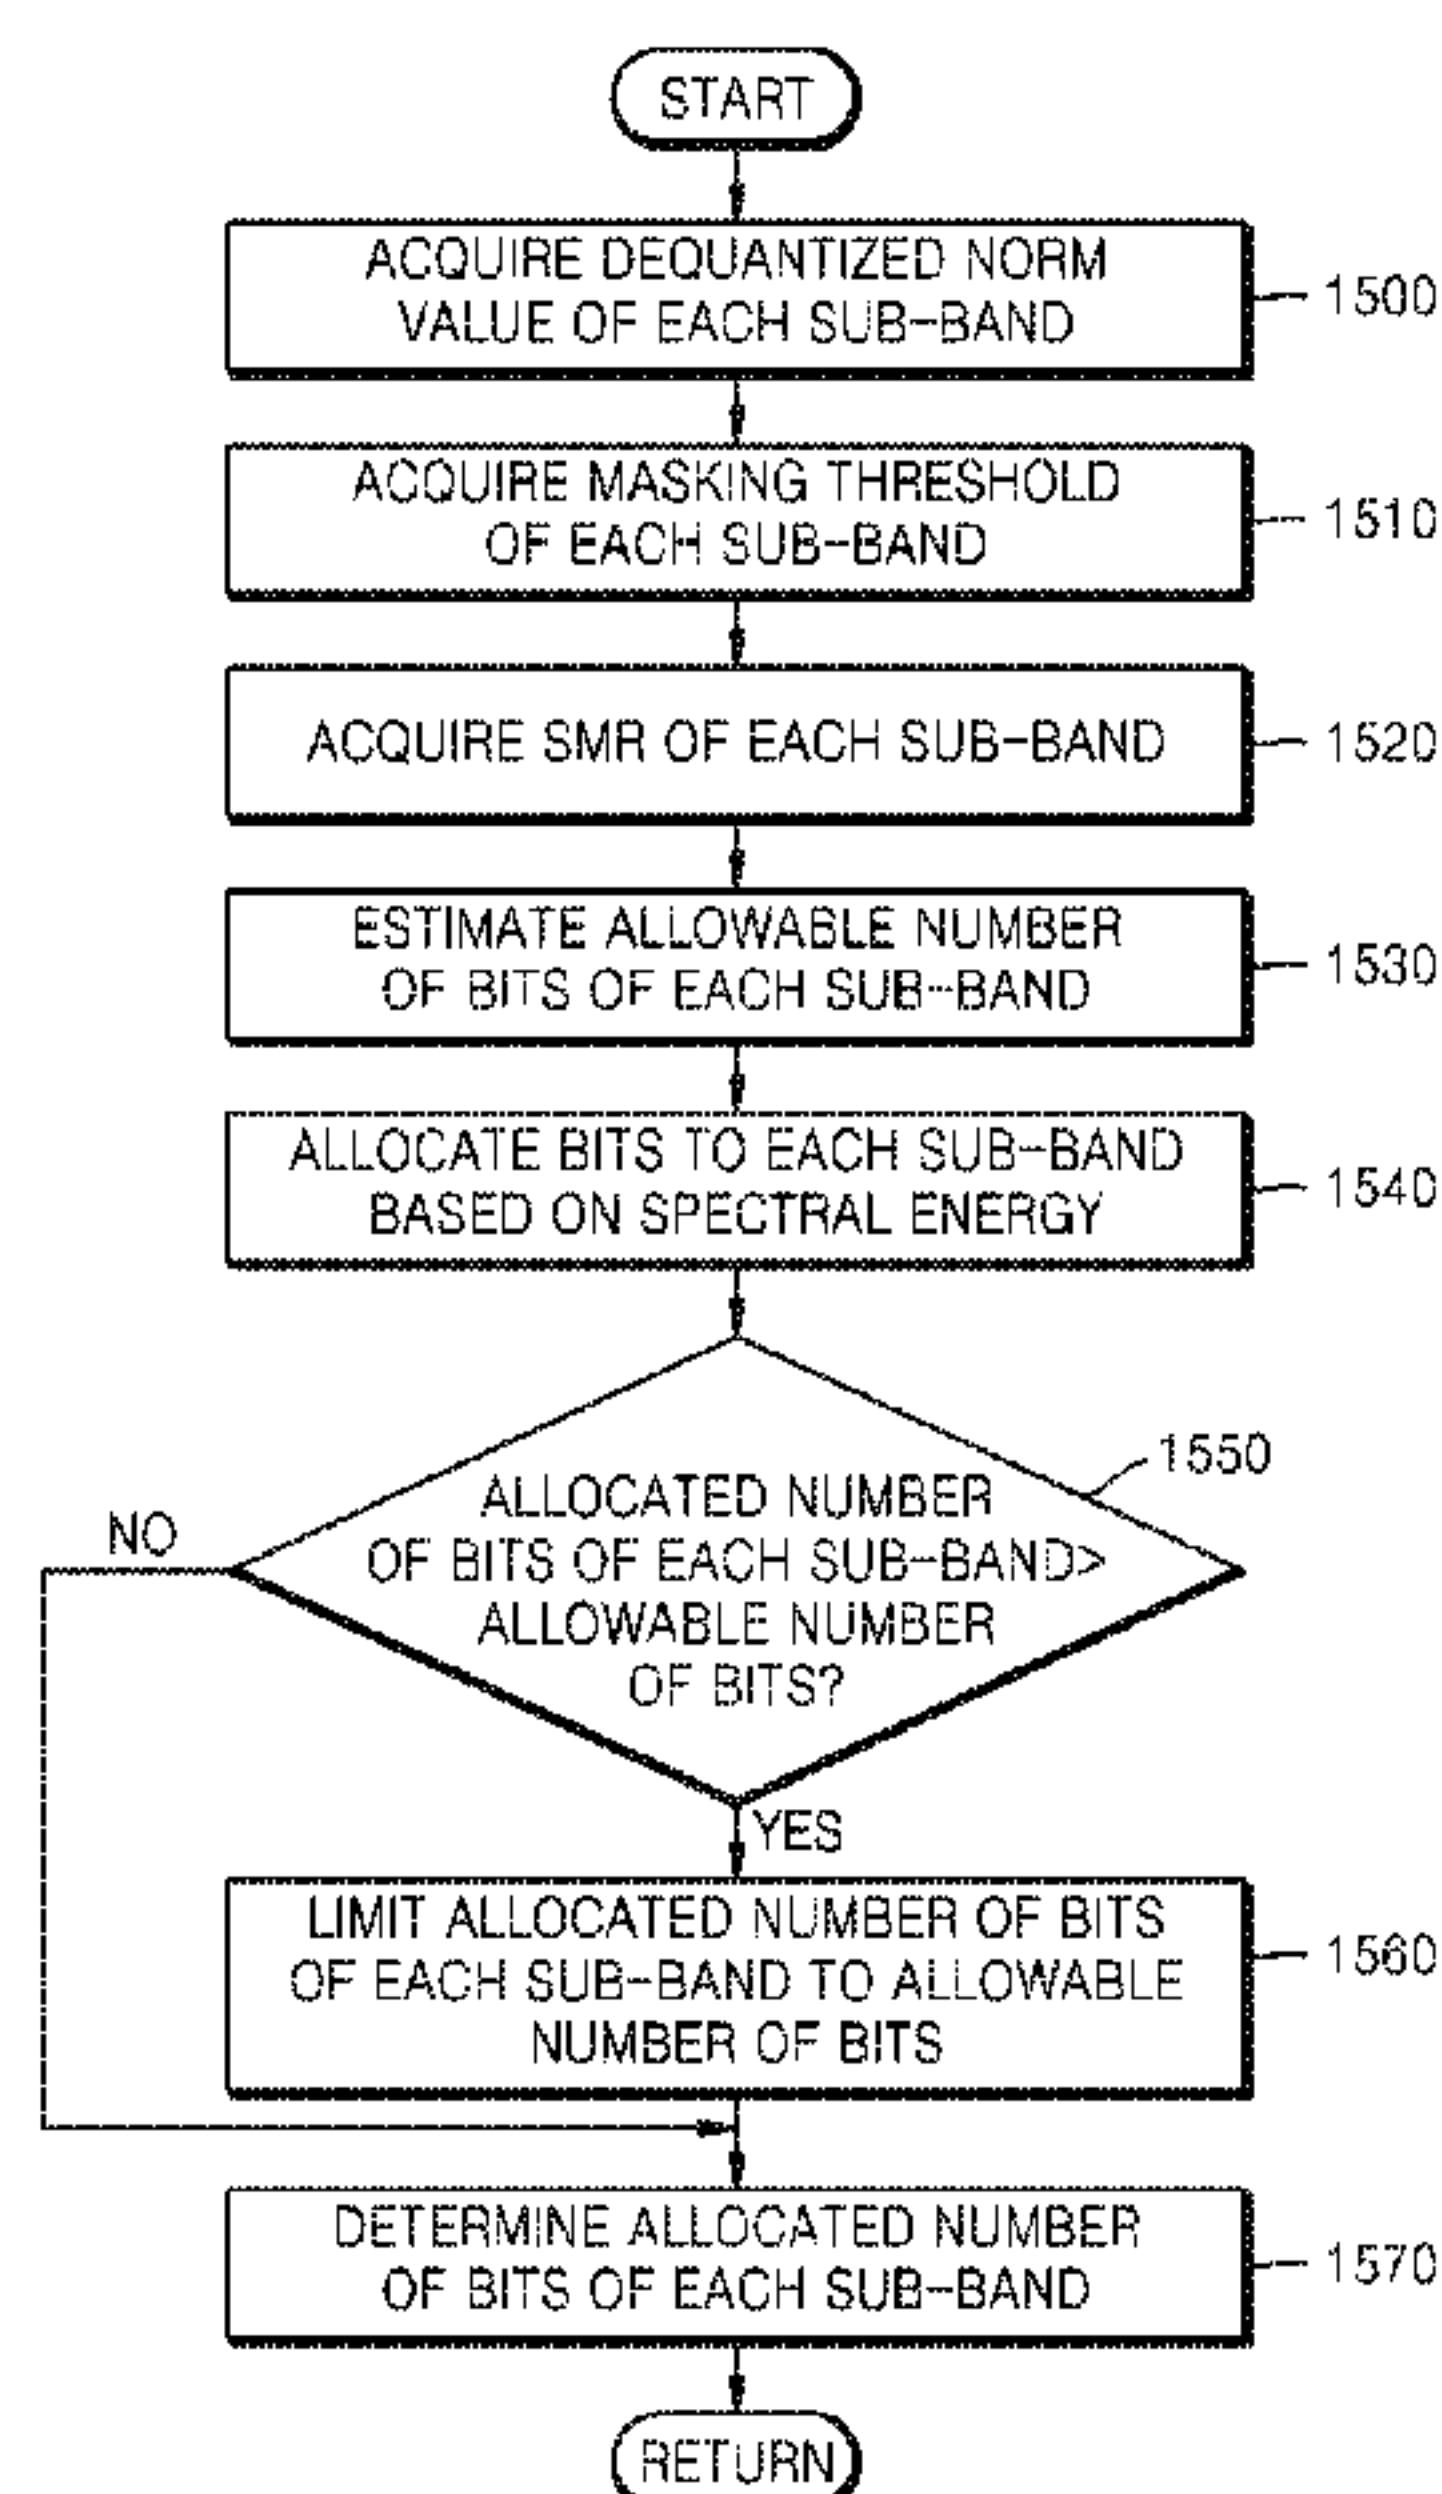 START
ACQUIRE DEQUANTIZED NORM
VALUE OF EACH SUB-BAND
1500
ACQUIRE MASKING THRESHOLD
OF EACH SUB-BAND
1510
ACQUIRE SMR OF EACH SUB-BAND
1520
ESTIMATE ALLOWABLE NUMBER
OF BITS OF EACH SUB-BAND
1530
ALLOCATE BITS TO EACH SUB-BAND
BASED ON SPECTRAL ENERGY
1540
1550
ALLOCATED NUMBER
OF BITS OF EACH SUB-BAND>
ALLOWABLE NUMBER
OF BITS?
NO
YES
LIMIT ALLOCATED NUMBER OF BITS
OF EACH SUB-BAND TO ALLOWABLE
NUMBER OF BITS
1560
DETERMINE ALLOCATED NUMBER
OF BITS OF EACH SUB-BAND
1570
RETURN